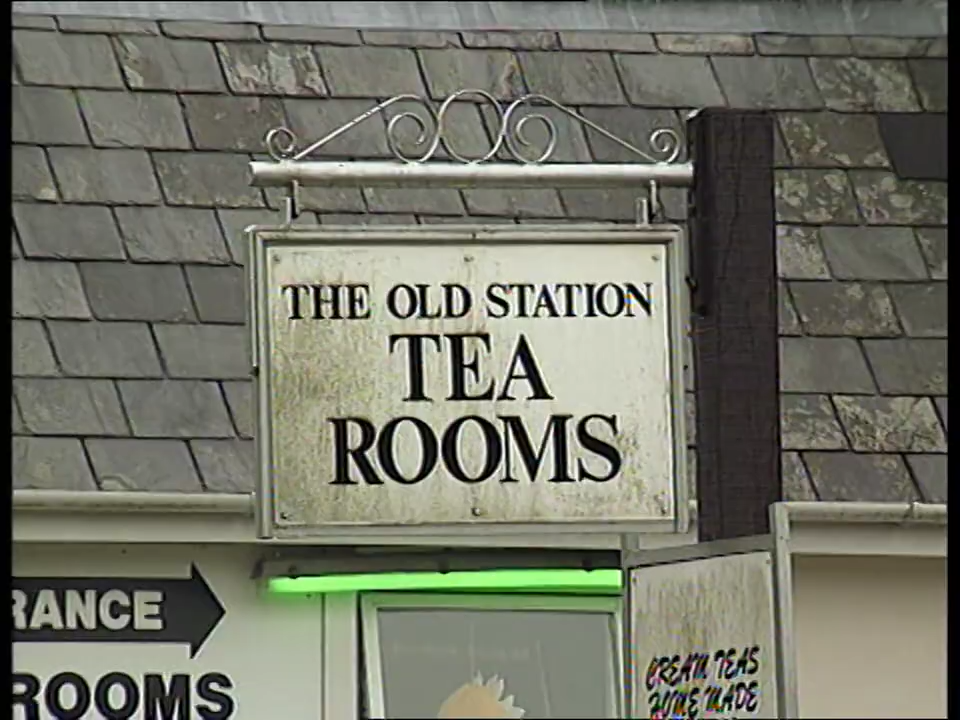 THE OLD STATION
TEA
ROOMS
RANCE
ROOMS
CREAM TEAS
HOME MADE